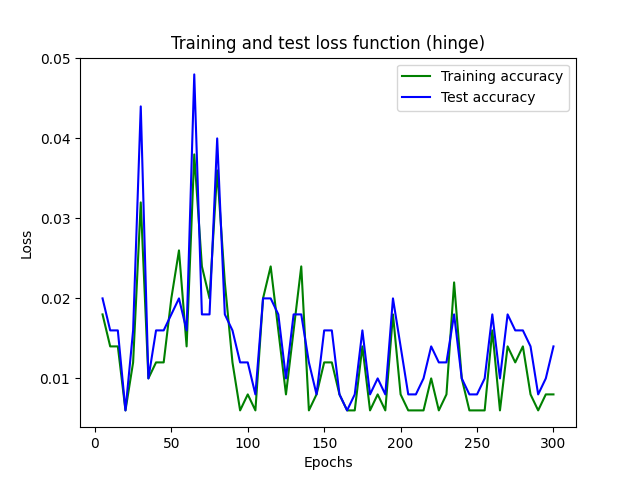 Training and test loss function (hinge)
Training accuracy
Test accuracy
0.05
0.04
0.03
0.02
0.01
Loss
0
50
100
150
200
250
300
Epochs